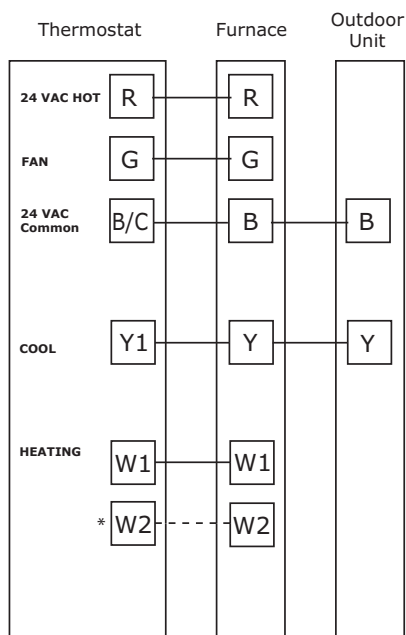 Thermostat Furnace Outdoor
Unit
24 VAC HOT R R
FAN G G
24 VAC
Common B/C B B
COOL Y1 Y Y
HEATING
W1 W1
* W2 W2